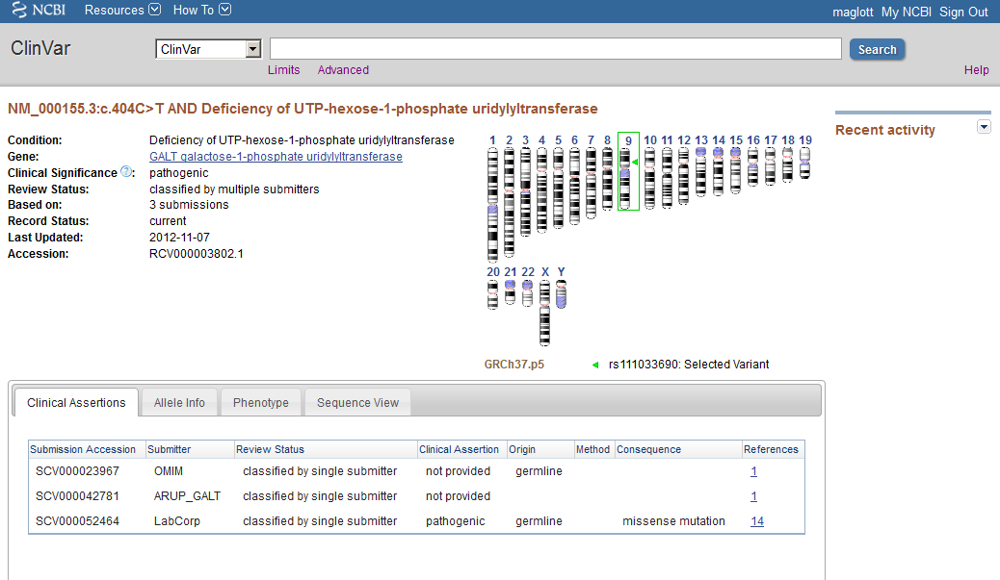 NCBI Resources How To maglott My NCBI Sign Out
ClinVar ClinVar Search
Limits Advanced Help
NM_000155.3:c.404C>T AND Deficiency of UTP-hexose-1-phosphate uridylyltransferase
Recent activity
Condition: Deficiency of UTP-hexose-1-phosphate uridylyltransferase
Gene: GALT galactose-1-phosphate uridylyltransferase
Clinical Significance ?: pathogenic
Review Status: classified by multiple submitters
Based on: 3 submissions
Record Status: current
Last Updated: 2012-11-07
Accession: RCV000003802.1
1 2 3 4 5 6 7 8 9 10 11 12 13 14 15 16 17 18 19
20 21 22 X Y
GRCh37.p5 rs111033690: Selected Variant
Clinical Assertions Allele Info Phenotype Sequence View
Submission Accession Submitter Review Status Clinical Assertion Origin Method Consequence References
SCV000023967 OMIM classified by single submitter not provided germline 1
SCV000042781 ARUP_GALT classified by single submitter not provided 1
SCV000052464 LabCorp classified by single submitter pathogenic germline missense mutation 14